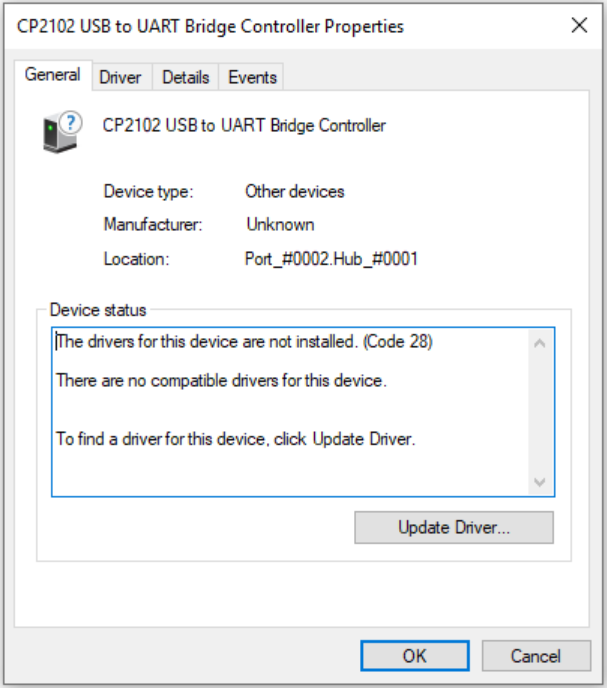 CP2102 USB to UART Bridge Controller Properties
General Driver Details Events
CP2102 USB to UART Bridge Controller
Device type: Other devices
Manufacturer: Unknown
Location: Port_#0002.Hub_#0001
Device status
The drivers for this device are not installed. (Code 28)
There are no compatible drivers for this device.
To find a driver for this device, click Update Driver.
Update Driver...
OK Cancel